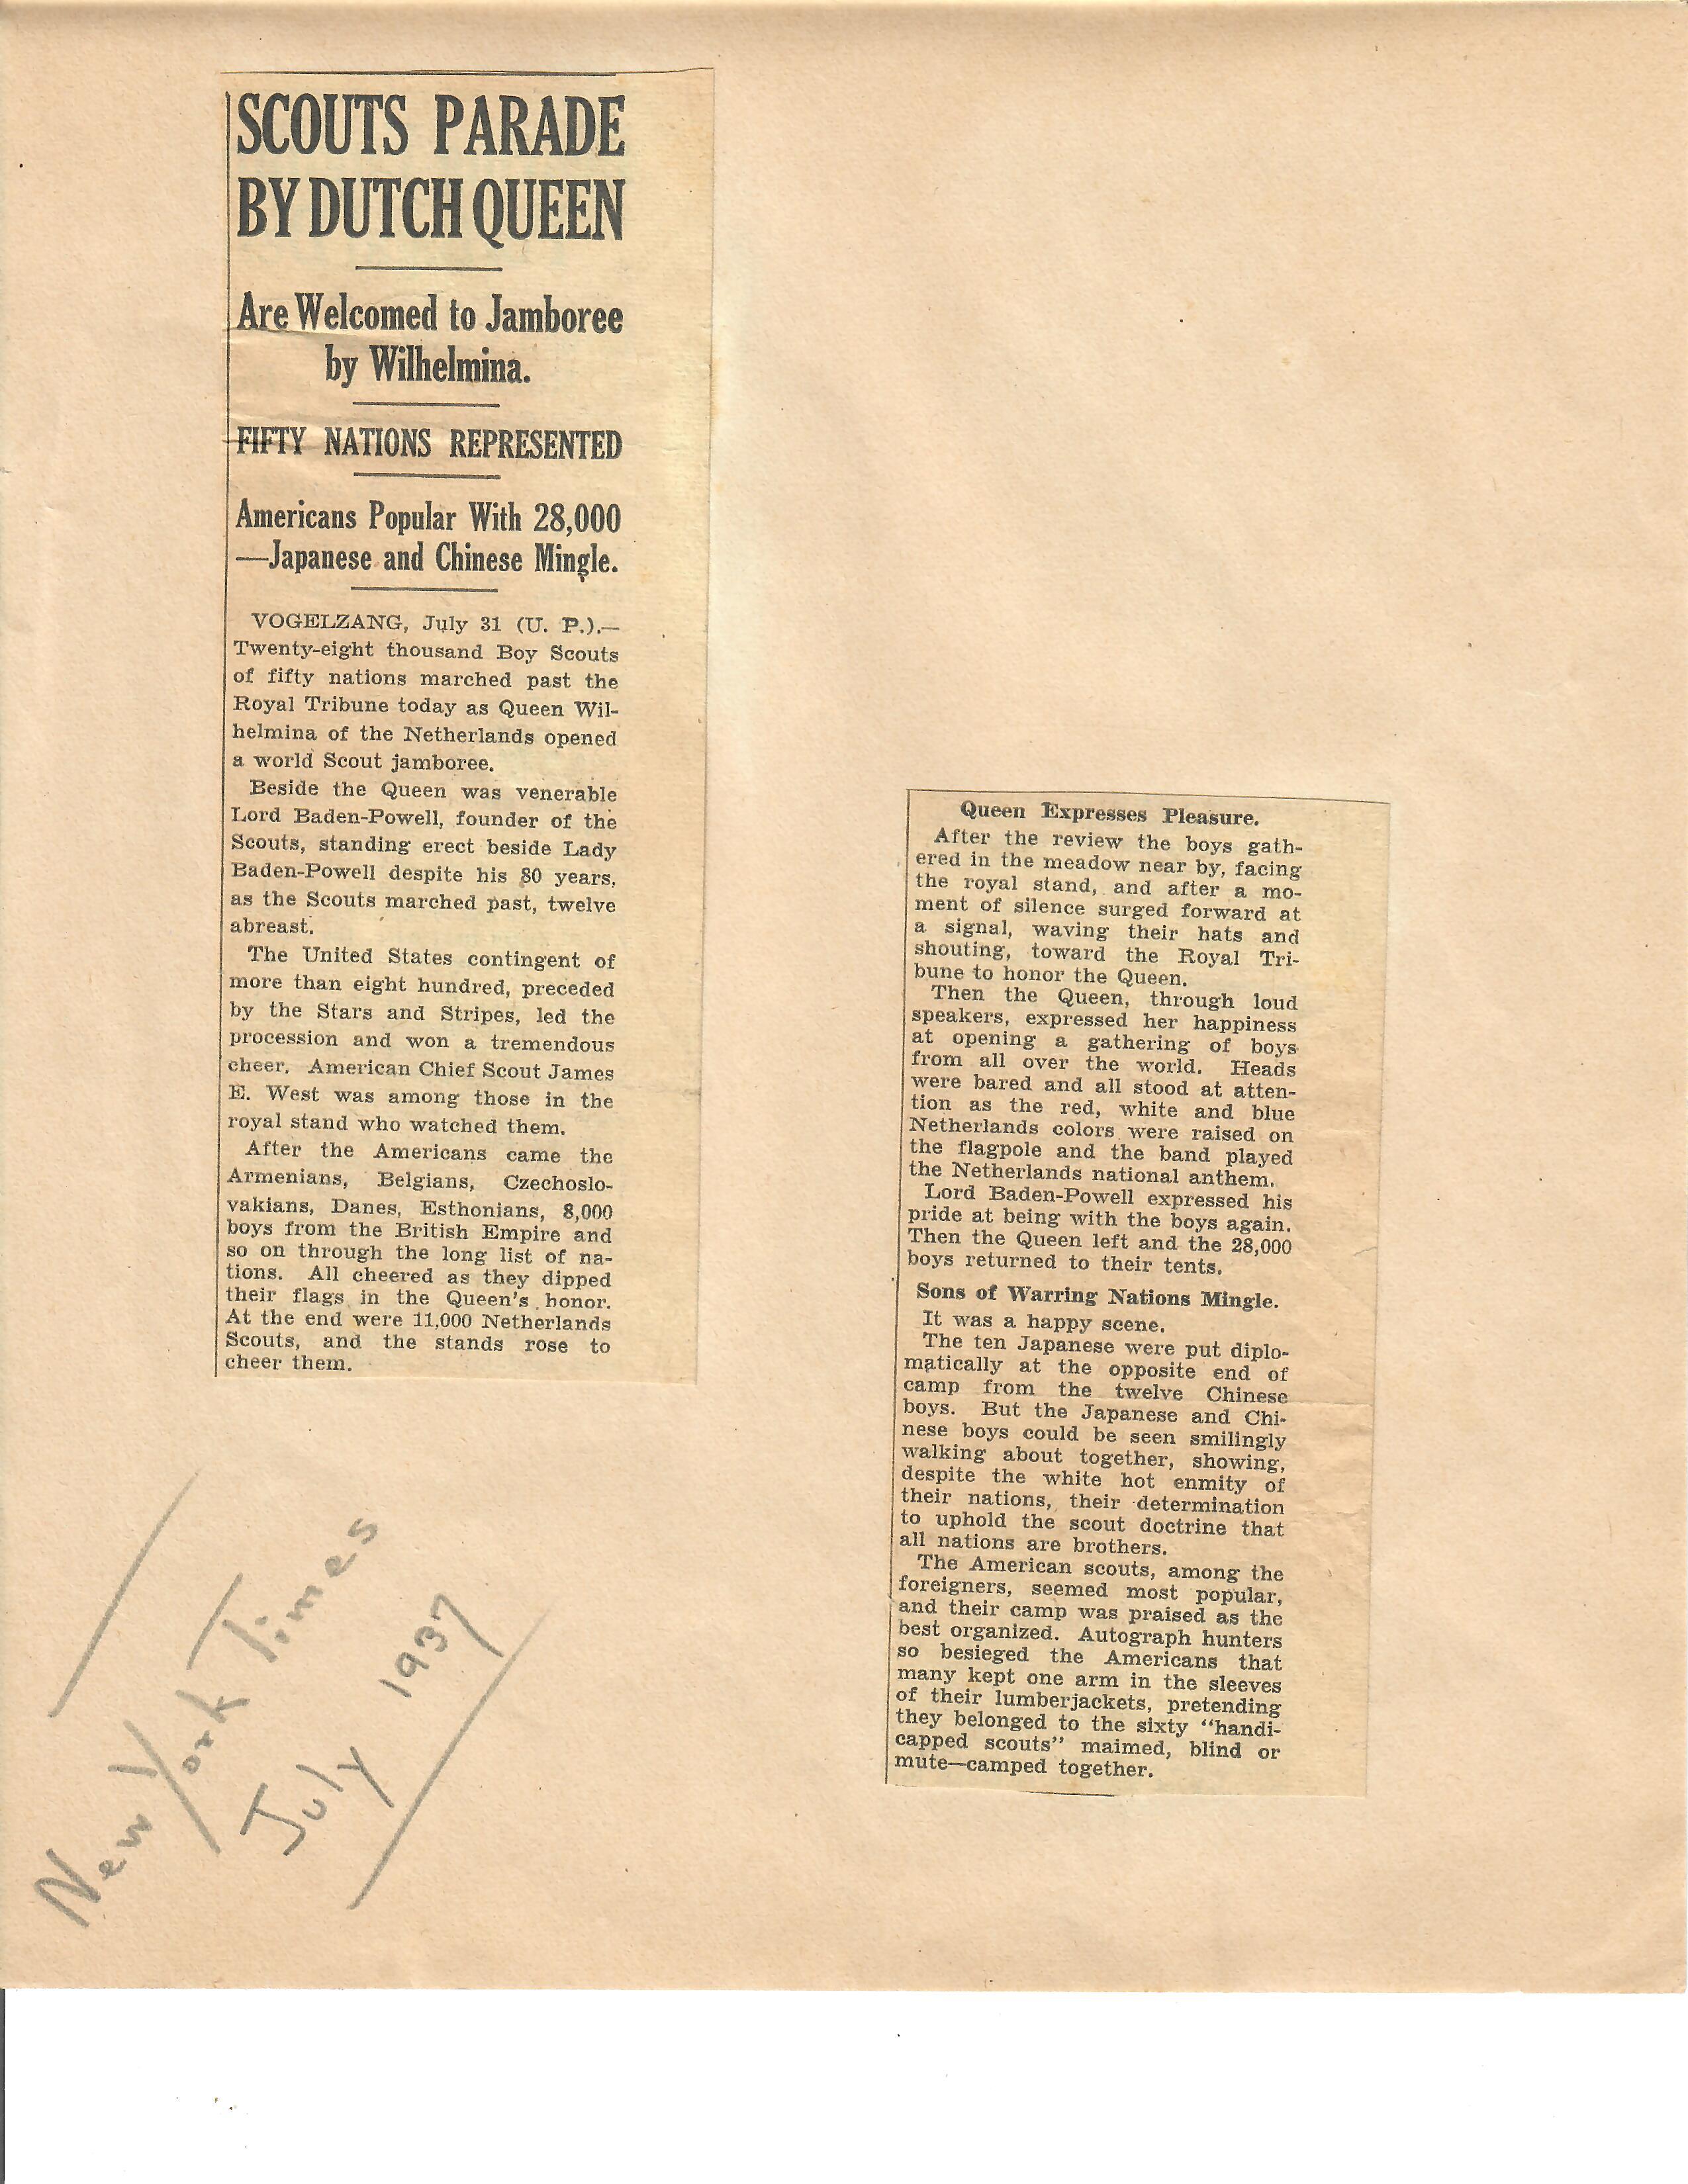 SCOUTS PARADE
BY DUTCH QUEEN
Are Welcomed to Jamboree
by Wilhelmina.
FIFTY NATIONS REPRESENTED
Americans Popular With 28,000
—Japanese and Chinese Mingle.
VOGELZANG, July 31 (U. P.).—
Twenty-eight thousand Boy Scouts
of fifty nations marched past the
Royal Tribune today as Queen Wil-
helmina of the Netherlands opened
a world Scout jamboree.
Beside the Queen was venerable
Lord Baden-Powell, founder of the
Scouts, standing erect beside Lady
Baden-Powell despite his 80 years,
as the Scouts marched past, twelve
abreast.
The United States contingent of
more than eight hundred, preceded
by the Stars and Stripes, led the
procession and won a tremendous
cheer. American Chief Scout James
E. West was among those in the
royal stand who watched them.
After the Americans came the
Armenians, Belgians, Czechoslo-
vakians, Danes, Esthonians, 8,000
boys from the British Empire and
so on through the long list of na-
tions. All cheered as they dipped
their flags in the Queen's honor.
At the end were 11,000 Netherlands
Scouts, and the stands rose to
cheer them.
Queen Expresses Pleasure.
After the review the boys gath-
ered in the meadow near by, facing
the royal stand, and after a mo-
ment of silence surged forward at
a signal, waving their hats and
shouting, toward the Royal Tri-
bune to honor the Queen.
Then the Queen, through loud
speakers, expressed her happiness
at opening a gathering of boys
from all over the world. Heads
were bared and all stood at atten-
tion as the red, white and blue
Netherlands colors were raised on
the flagpole and the band played
the Netherlands national anthem.
Lord Baden-Powell expressed his
pride at being with the boys again.
Then the Queen left and the 28,000
boys returned to their tents.
Sons of Warring Nations Mingle.
It was a happy scene.
The ten Japanese were put diplo-
matically at the opposite end of
camp from the twelve Chinese
boys. But the Japanese and Chi-
nese boys could be seen smilingly
walking about together, showing,
despite the white hot enmity of
their nations, their determination
to uphold the scout doctrine that
all nations are brothers.
The American scouts, among the
foreigners, seemed most popular,
and their camp was praised as the
best organized. Autograph hunters
so besieged the Americans that
many kept one arm in the sleeves
of their lumberjackets, pretending
they belonged to the sixty "handi-
capped scouts" maimed, blind or
mute—camped together.
New York Times
July 1937